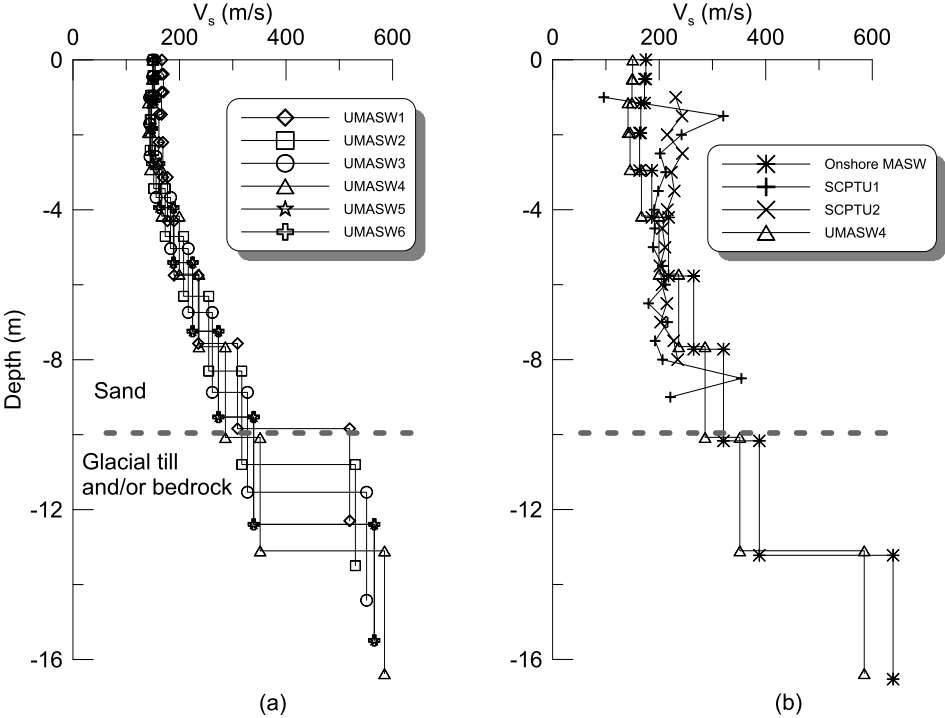 Vs (m/s)
0 200 400 600
0
-4
-8
-12
-16
Depth (m)
UMASW1
UMASW2
UMASW3
UMASW4
UMASW5
UMASW6
Sand
Glacial till
and/or bedrock
(a)
Vs (m/s)
0 200 400 600
0
-4
-8
-12
-16
Onshore MASW
SCPTU1
SCPTU2
UMASW4
(b)